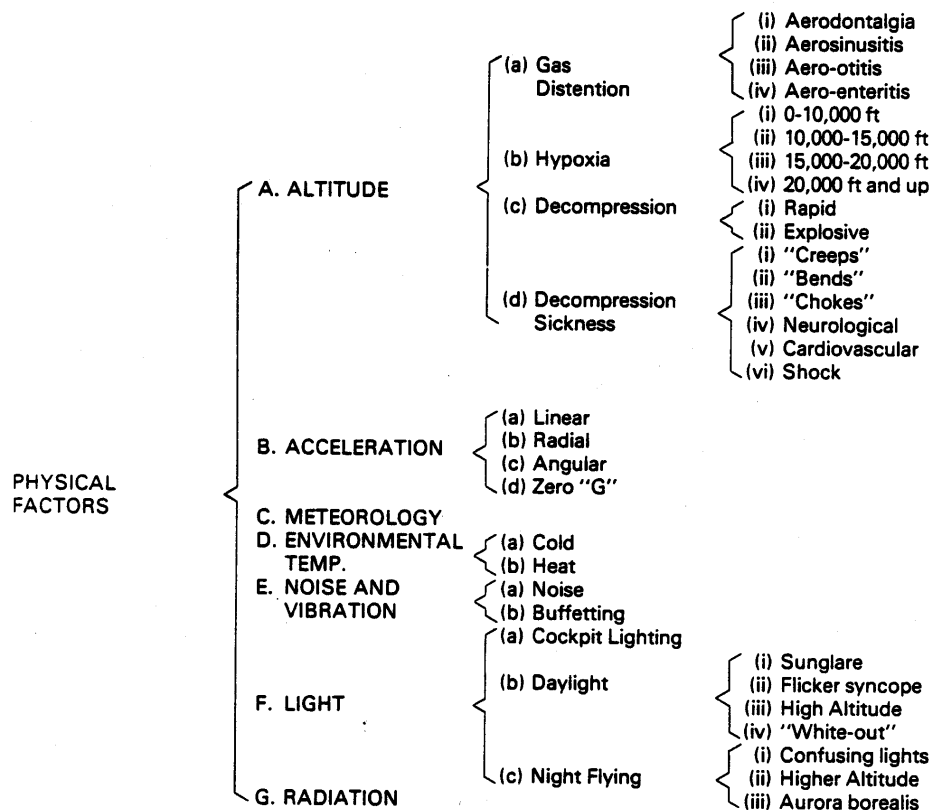 PHYSICAL
FACTORS
A. ALTITUDE
(a) Gas
Distention
(i) Aerodontalgia
(ii) Aerosinusitis
(iii) Aero-otitis
(iv) Aero-enteritis
(b) Hypoxia
(i) 0-10,000 ft
(ii) 10,000-15,000 ft
(iii) 15,000-20,000 ft
(iv) 20,000 ft and up
(c) Decompression
(i) Rapid
(ii) Explosive
(d) Decompression
Sickness
(i) "Creeps"
(ii) "Bends"
(iii) "Chokes"
(iv) Neurological
(v) Cardiovascular
(vi) Shock
B. ACCELERATION
(a) Linear
(b) Radial
(c) Angular
(d) Zero "G"
C. METEOROLOGY
D. ENVIRONMENTAL
TEMP.
(a) Cold
(b) Heat
E. NOISE AND
VIBRATION
(a) Noise
(b) Buffetting
F. LIGHT
(a) Cockpit Lighting
(b) Daylight
(i) Sunglare
(ii) Flicker syncope
(iii) High Altitude
(iv) "White-out"
(c) Night Flying
(i) Confusing lights
(ii) Higher Altitude
(iii) Aurora borealis
G. RADIATION